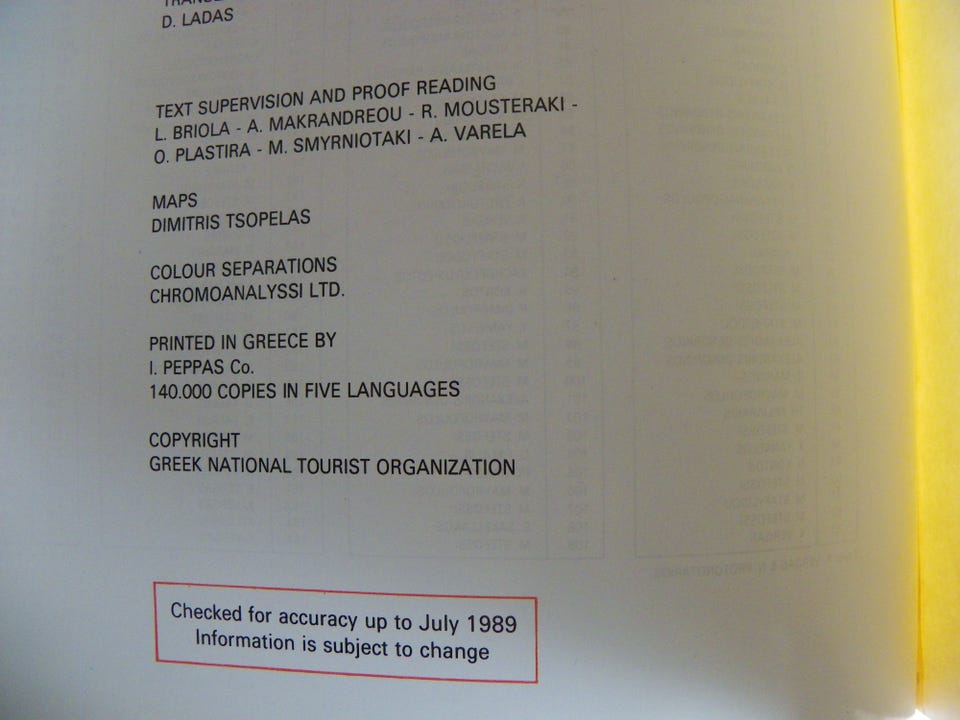 D. LADAS
TEXT SUPERVISION AND PROOF READING
L. BRIOLA - A. MAKRANDREOU - R. MOUSTERAKI -
O. PLASTIRA - M. SMYRNIOTAKI - A. VARELA
MAPS
DIMITRIS TSOPELAS
COLOUR SEPARATIONS
CHROMOANALYSSI LTD.
PRINTED IN GREECE BY
I. PEPPAS Co.
140.000 COPIES IN FIVE LANGUAGES
COPYRIGHT
GREEK NATIONAL TOURIST ORGANIZATION
Checked for accuracy up to July 1989
Information is subject to change